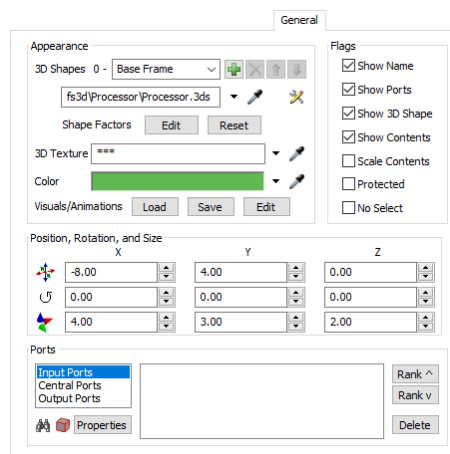 General
Appearance
3D Shapes 0 - Base Frame
fs3d\Processor\Processor.3ds
Shape Factors Edit Reset
3D Texture ***
Color
Visuals/Animations Load Save Edit
Flags
Show Name
Show Ports
Show 3D Shape
Show Contents
Scale Contents
Protected
No Select
Position, Rotation, and Size
X Y Z
-8.00 4.00 0.00
0.00 0.00 0.00
4.00 3.00 2.00
Ports
Input Ports
Central Ports
Output Ports
Properties
Rank ^
Rank v
Delete